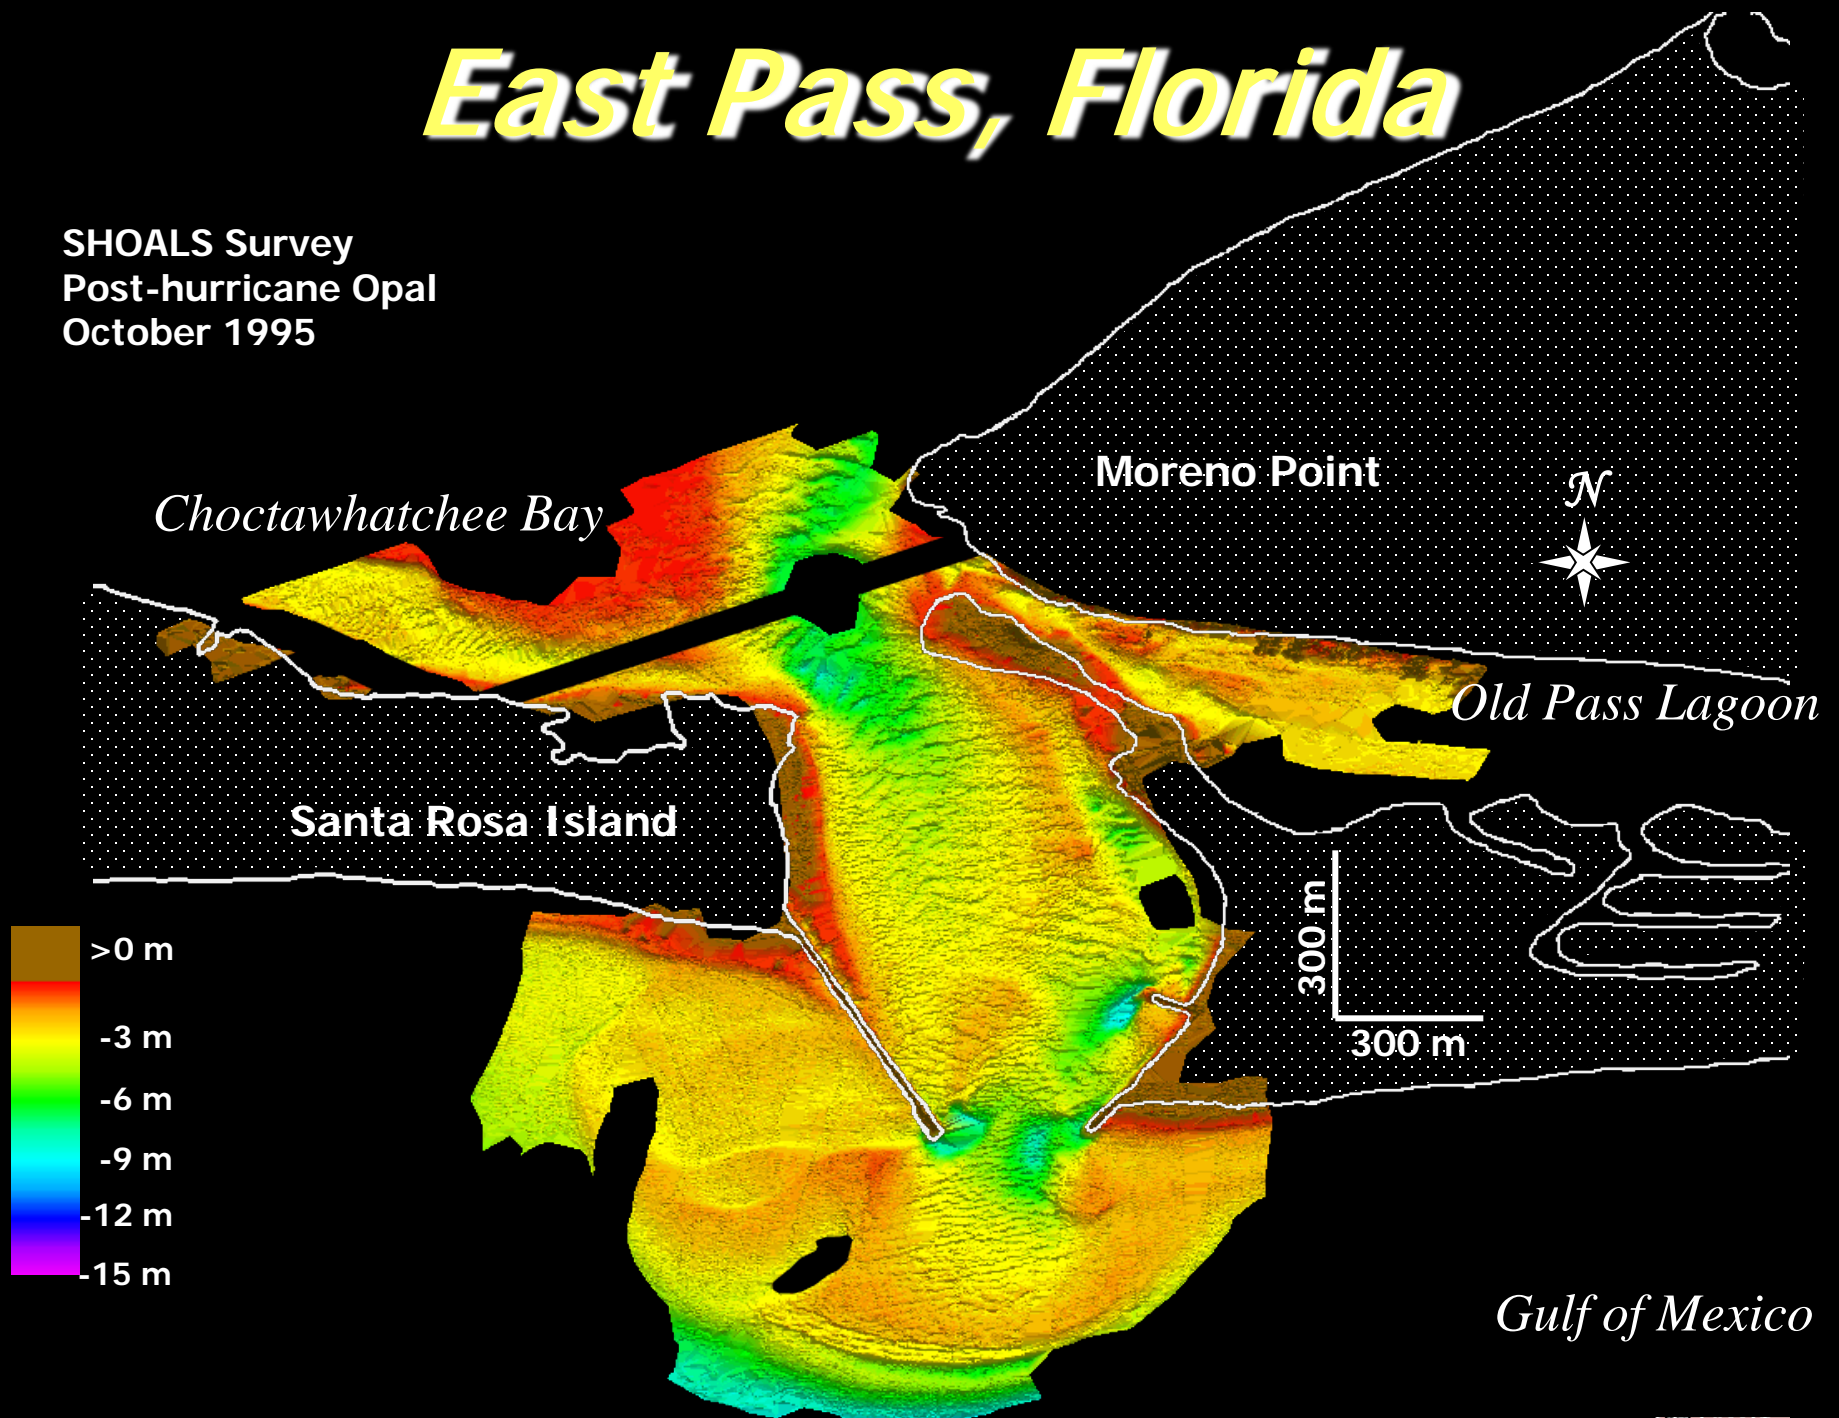 East Pass, Florida
SHOALS Survey
Post-hurricane Opal
October 1995
Moreno Point
N
Choctawhatchee Bay
Old Pass Lagoon
Santa Rosa Island
300 m
300 m
>0 m
-3 m
-6 m
-9 m
-12 m
-15 m
Gulf of Mexico